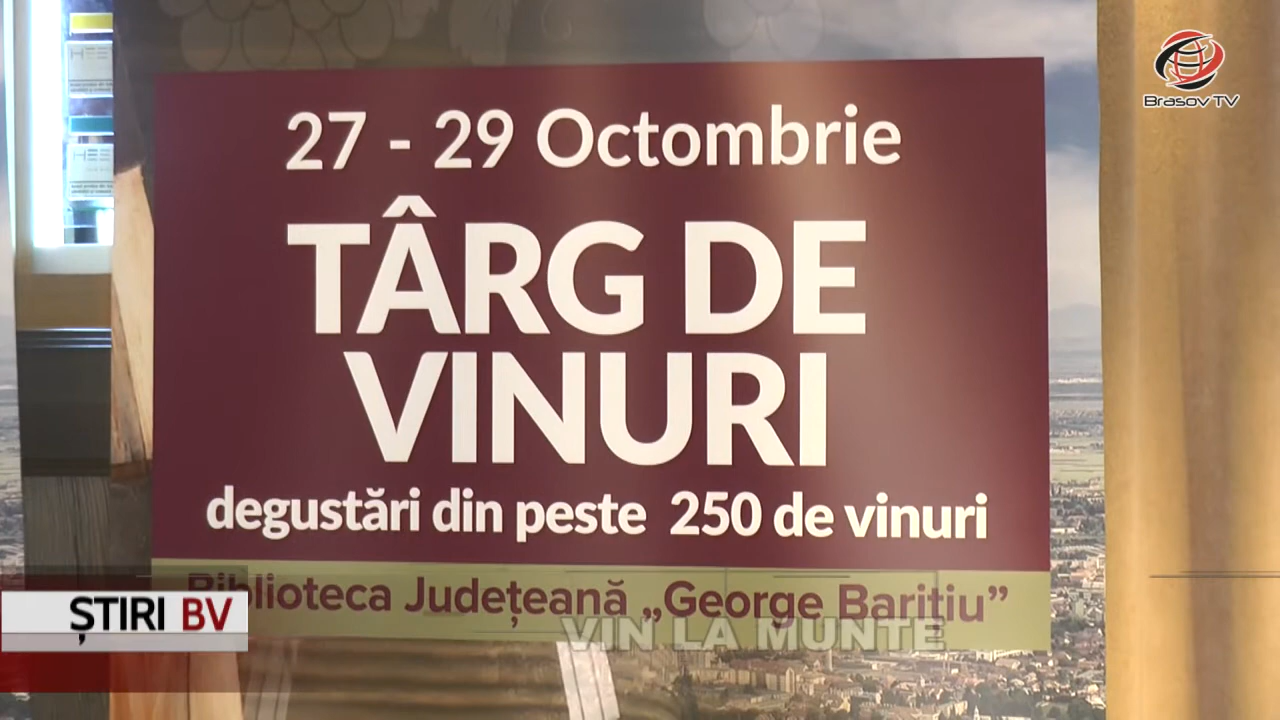 Brasov TV
27 - 29 Octombrie
TÂRG DE
VINURI
degustări din peste 250 de vinuri
Biblioteca Județeană „George Barițiu”
VIN LA MUNTE
ȘTIRI BV